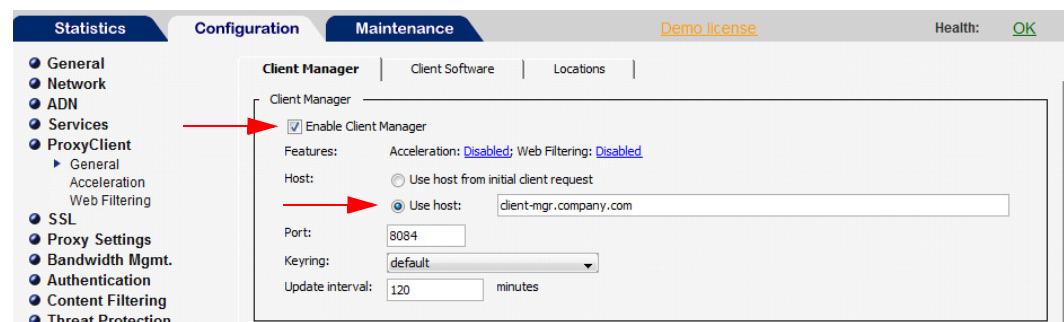 Statistics Configuration Maintenance Demo license Health: OK
General
Network
ADN
Services
ProxyClient
General
Acceleration
Web Filtering
SSL
Proxy Settings
Bandwidth Mgmt.
Authentication
Content Filtering
Threat Protection
Client Manager Client Software Locations
Client Manager
Enable Client Manager
Features: Acceleration: Disabled; Web Filtering: Disabled
Host: Use host from initial client request
Use host: client-mgr.company.com
Port: 8084
Keyring: default
Update interval: 120 minutes